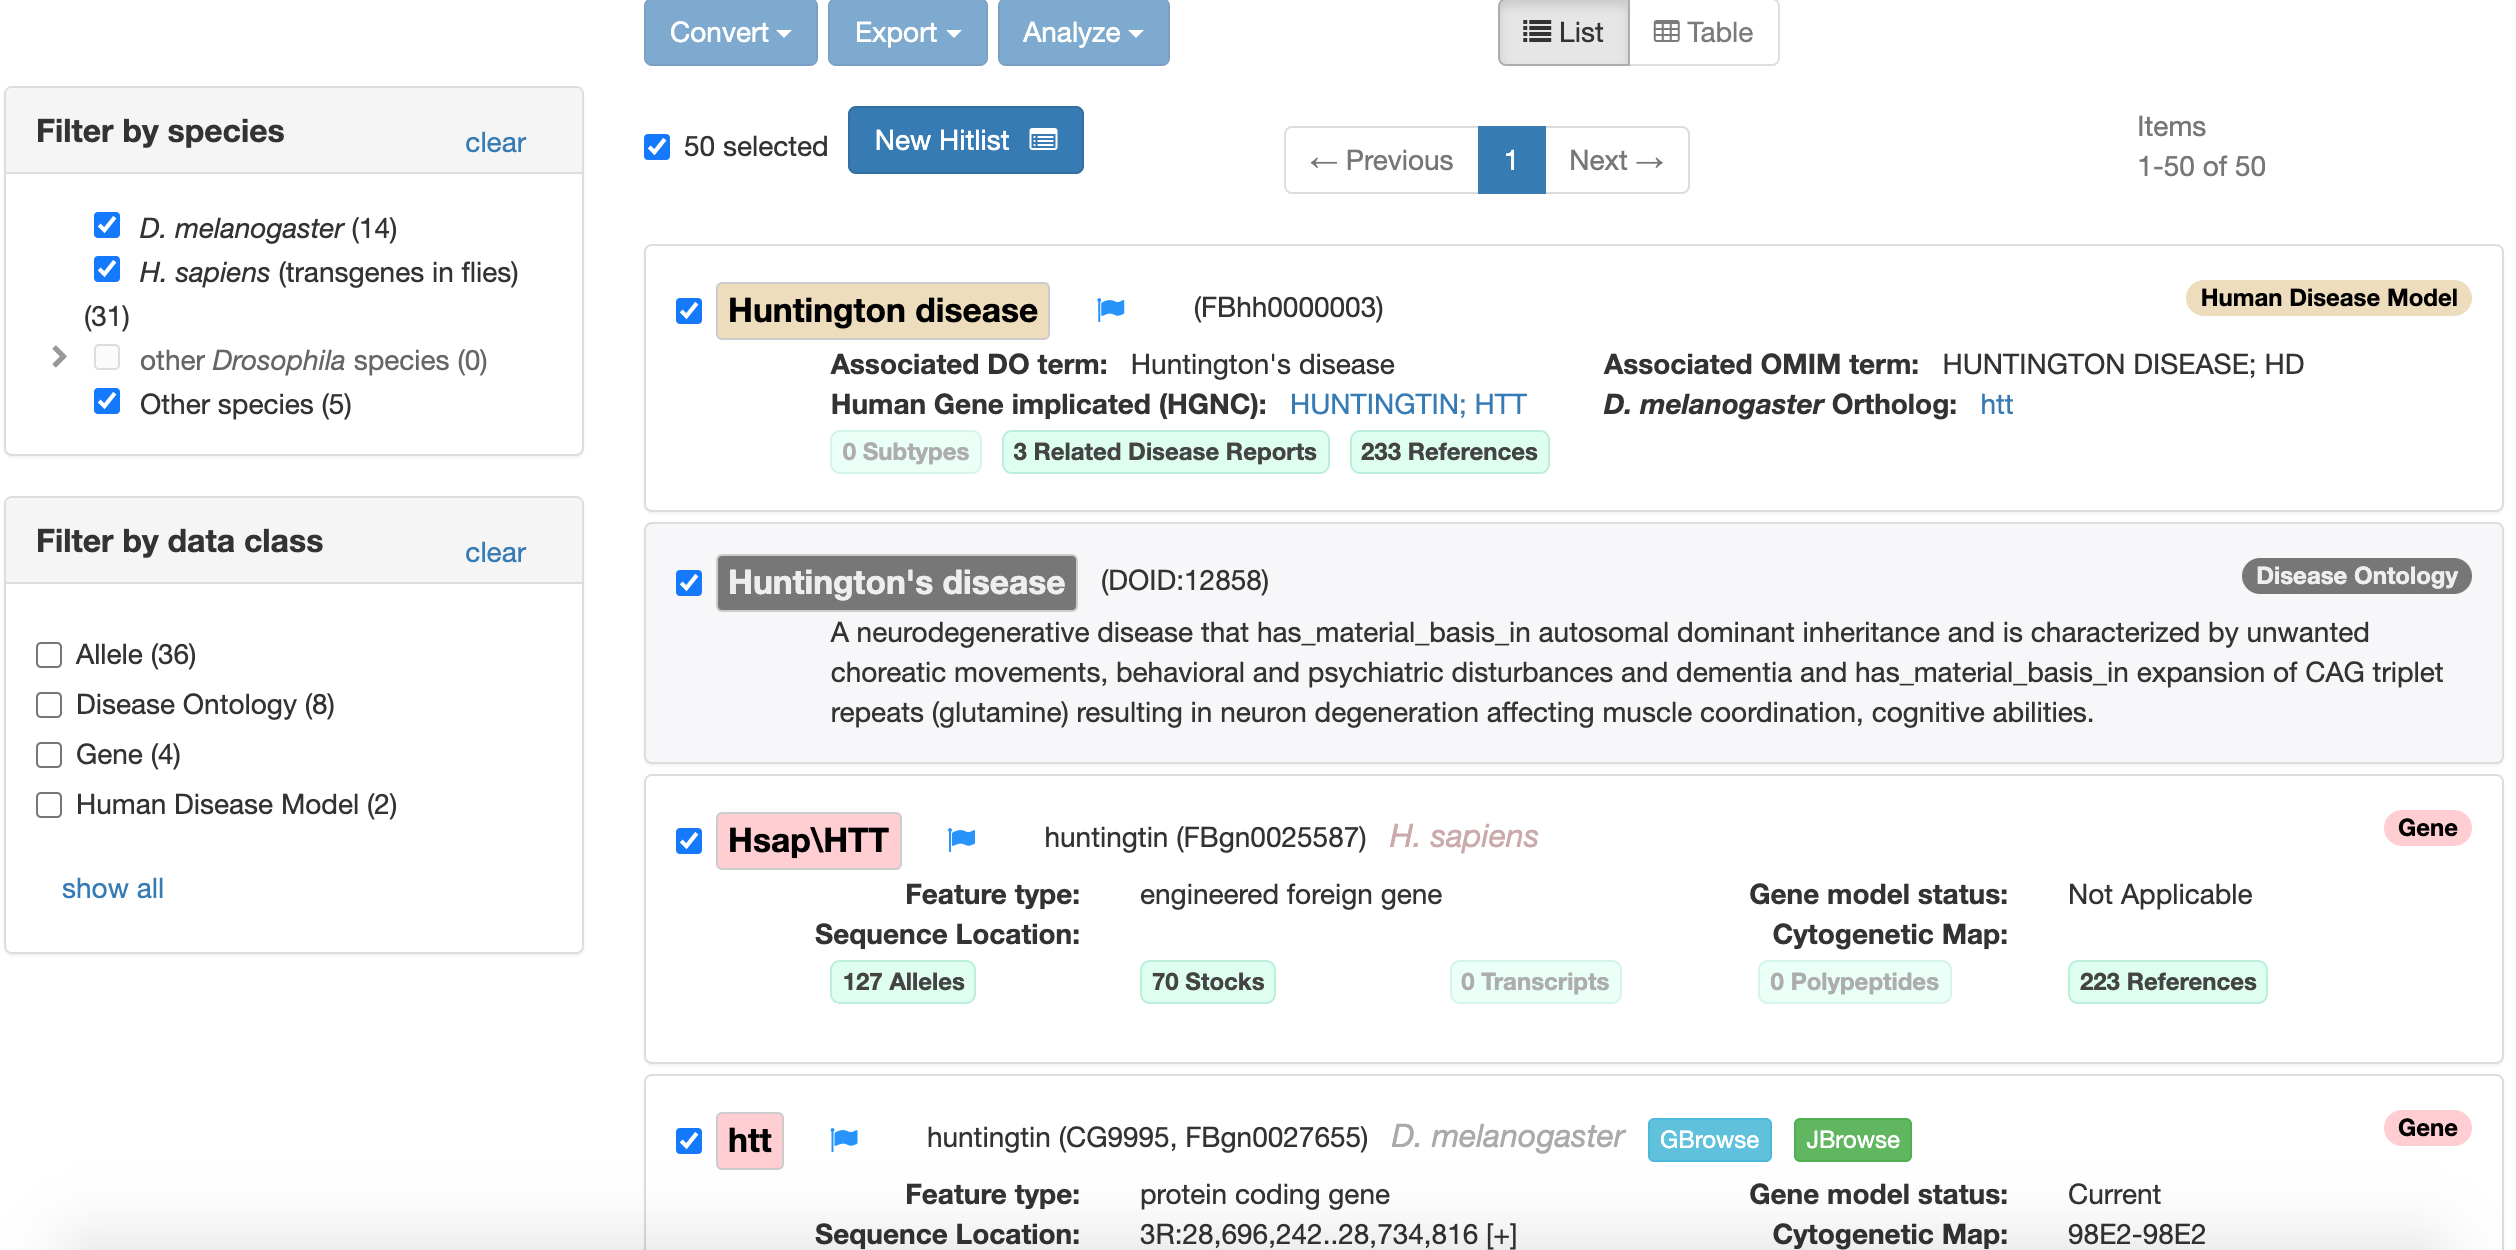 Convert Export Analyze List Table
Filter by species clear
D. melanogaster (14)
H. sapiens (transgenes in flies)
(31)
other Drosophila species (0)
Other species (5)
Filter by data class clear
Allele (36)
Disease Ontology (8)
Gene (4)
Human Disease Model (2)
show all
50 selected New Hitlist ← Previous 1 Next →
Items
1-50 of 50
Huntington disease (FBhh0000003) Human Disease Model
Associated DO term: Huntington's disease Associated OMIM term: HUNTINGTON DISEASE; HD
Human Gene implicated (HGNC): HUNTINGTIN; HTT D. melanogaster Ortholog: htt
0 Subtypes 3 Related Disease Reports 233 References
Huntington's disease (DOID:12858) Disease Ontology
A neurodegenerative disease that has_material_basis_in autosomal dominant inheritance and is characterized by unwanted
choreatic movements, behavioral and psychiatric disturbances and dementia and has_material_basis_in expansion of CAG triplet
repeats (glutamine) resulting in neuron degeneration affecting muscle coordination, cognitive abilities.
Hsap\HTT huntingtin (FBgn0025587) H. sapiens Gene
Feature type: engineered foreign gene Gene model status: Not Applicable
Sequence Location: Cytogenetic Map:
127 Alleles 70 Stocks 0 Transcripts 0 Polypeptides 223 References
htt huntingtin (CG9995, FBgn0027655) D. melanogaster GBrowse JBrowse Gene
Feature type: protein coding gene Gene model status: Current
Sequence Location: 3R:28,696,242..28,734,816 [+] Cytogenetic Map: 98E2-98E2